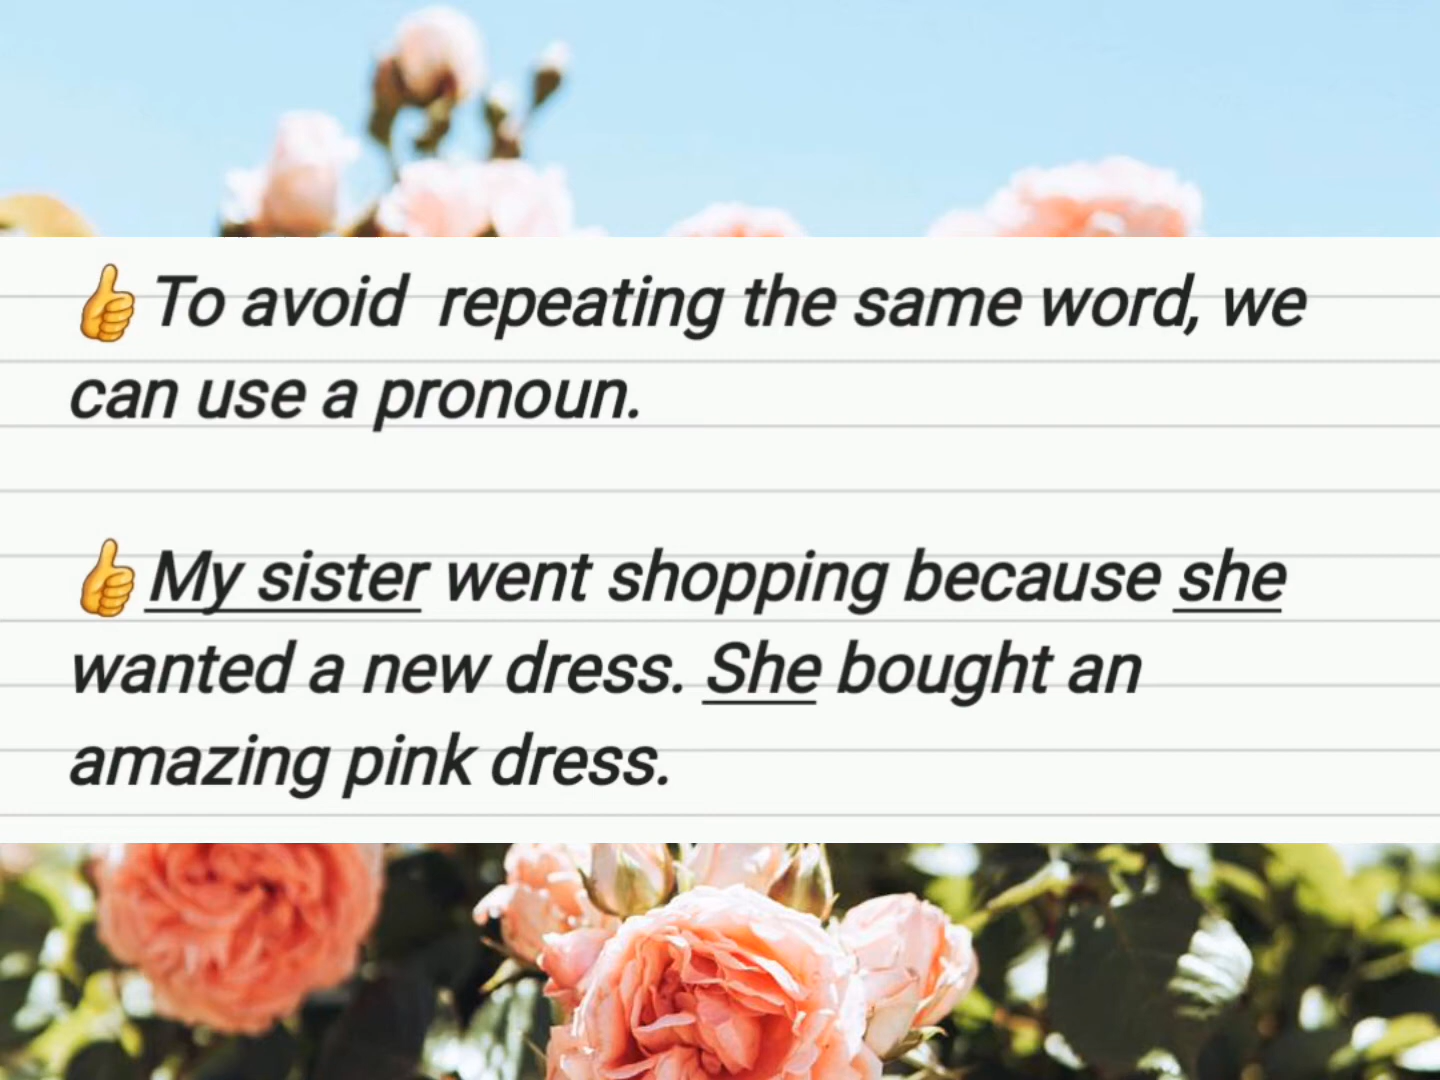 👍To avoid  repeating the same word, we
can use a pronoun.
👍My sister went shopping because she
wanted a new dress. She bought an
amazing pink dress.